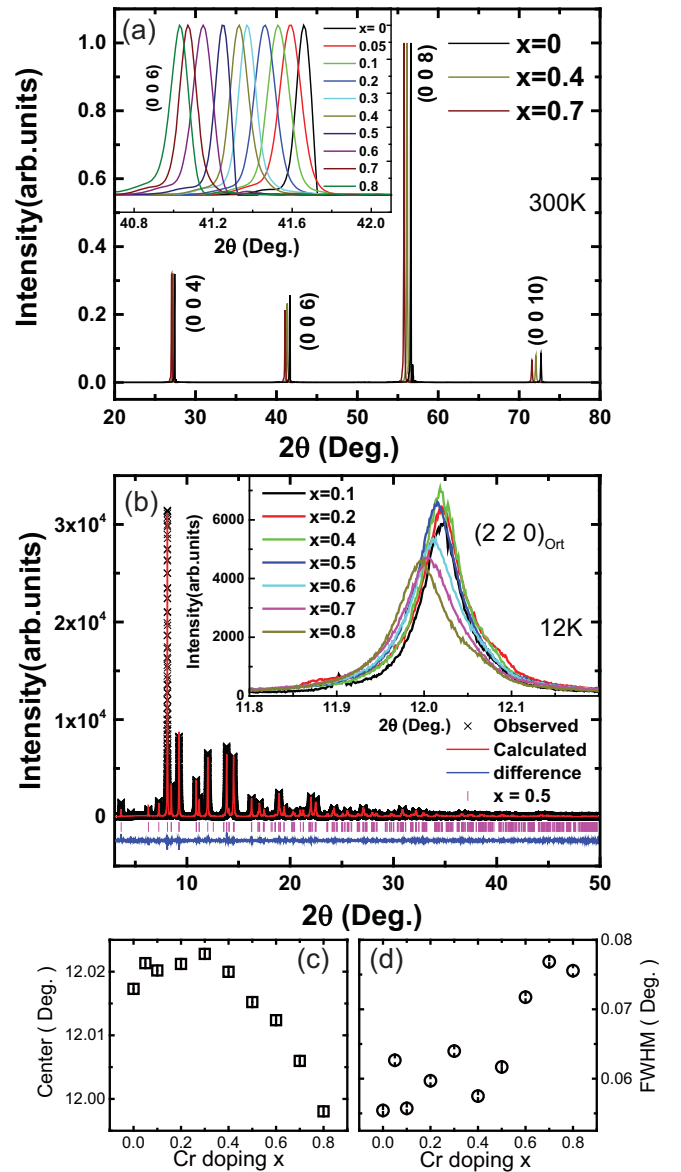 (a)
x= 0
0.05
0.1
0.2
0.3
0.4
0.5
0.6
0.7
0.8
(0 0 6)
40.8 41.2 41.6 42.0
2θ (Deg.)
x=0
x=0.4
x=0.7
(0 0 8)
300K
(0 0 4)
(0 0 6)
(0 0 10)
1.0
0.8
0.6
0.4
0.2
0.0
Intensity(arb.units)
20 30 40 50 60 70 80
2θ (Deg.)
(b)
x=0.1
x=0.2
x=0.4
x=0.5
x=0.6
x=0.7
x=0.8
(2 2 0)Ort
12K
6000
4000
2000
0
Intensity(arb.units)
11.8 11.9 12.0 12.1
2θ (Deg.)
× Observed
Calculated
difference
x = 0.5
3x10⁴
2x10⁴
1x10⁴
0
Intensity(arb.units)
10 20 30 40 50
2θ (Deg.)
(c)
12.02
12.01
12.00
Center ( Deg. )
0.0 0.2 0.4 0.6 0.8
Cr doping x
(d)
0.08
0.07
0.06
FWHM ( Deg. )
0.0 0.2 0.4 0.6 0.8
Cr doping x